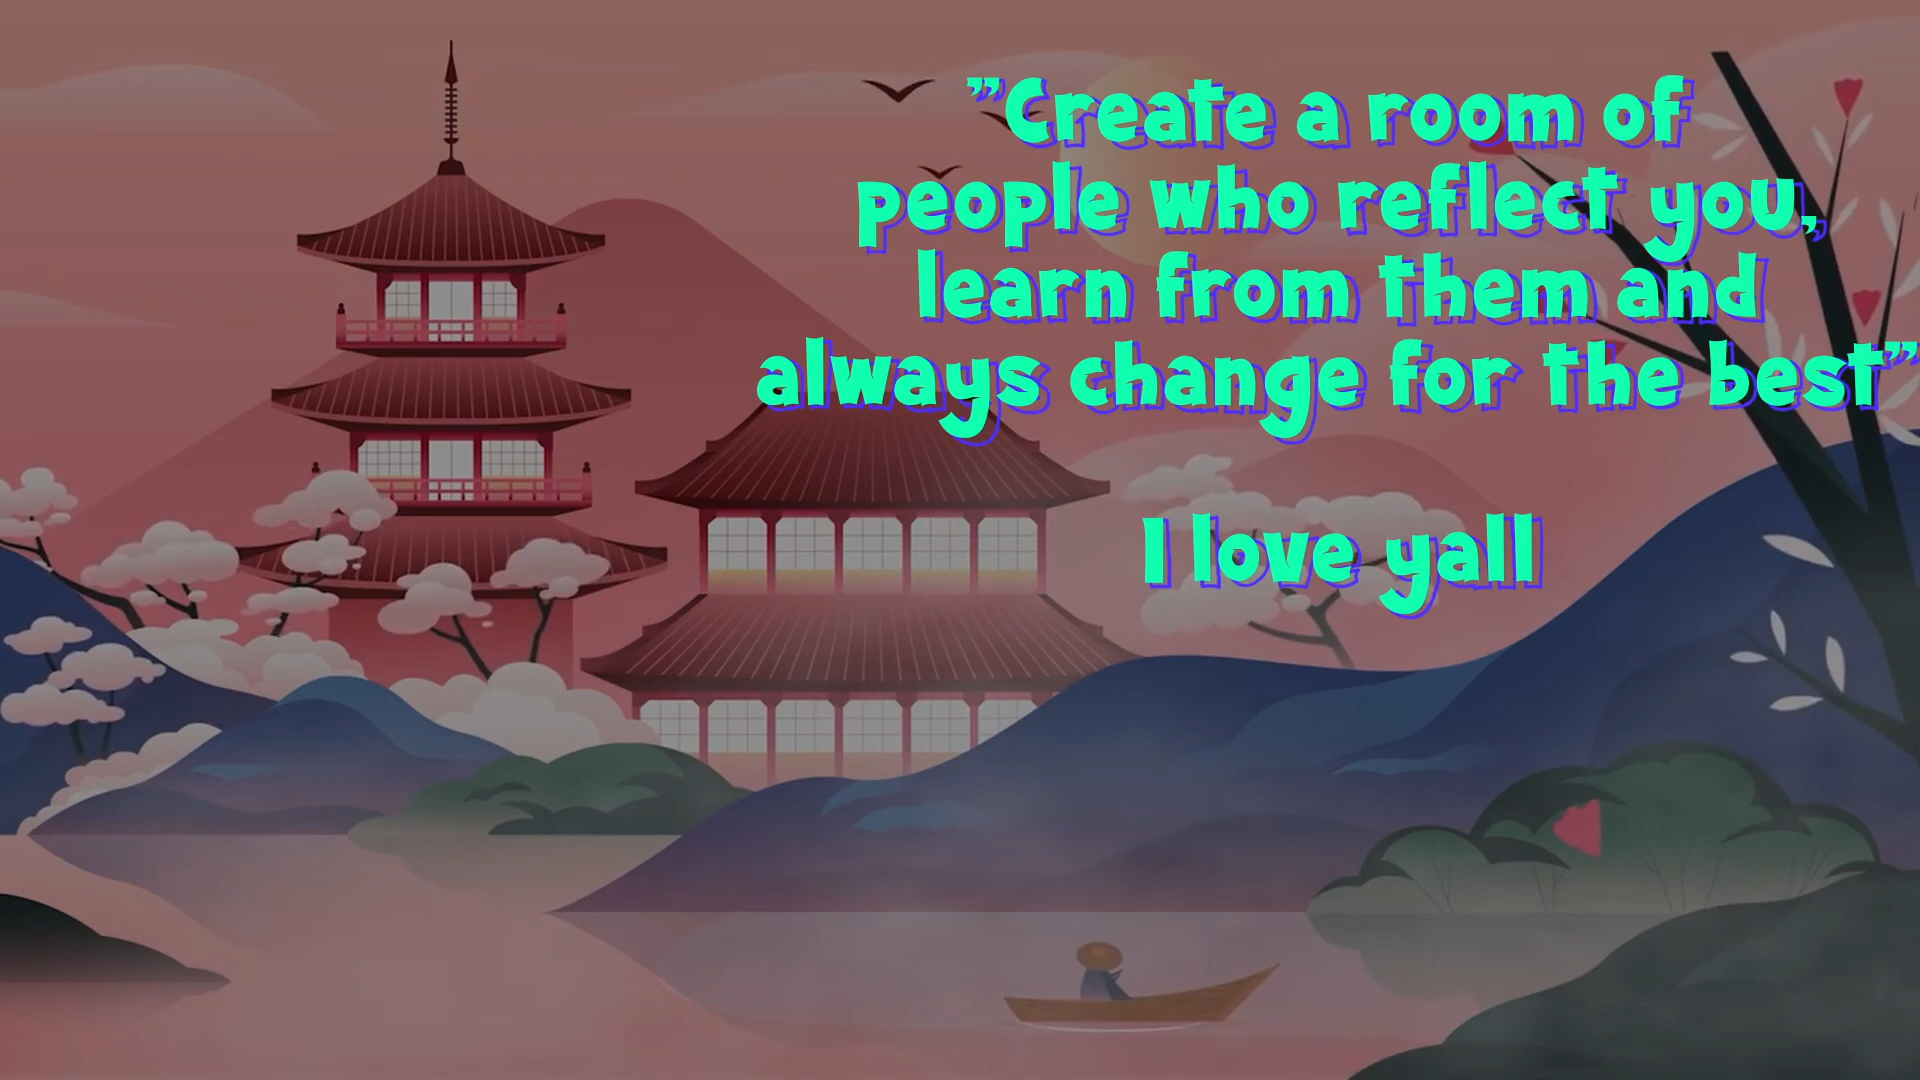 "Create a room of
people who reflect you,
learn from them and
always change for the best"
I love yall